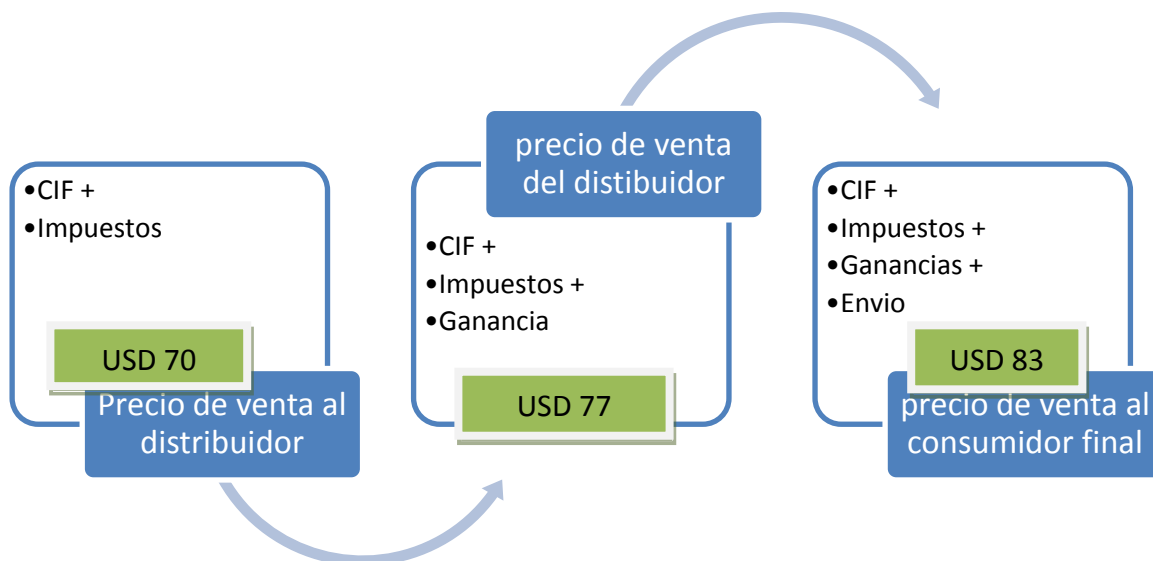 •CIF +
•Impuestos
USD 70
Precio de venta al
distribuidor
precio de venta
del distibuidor
•CIF +
•Impuestos +
•Ganancia
USD 77
•CIF +
•Impuestos +
•Ganancias +
•Envio
USD 83
precio de venta al
consumidor final